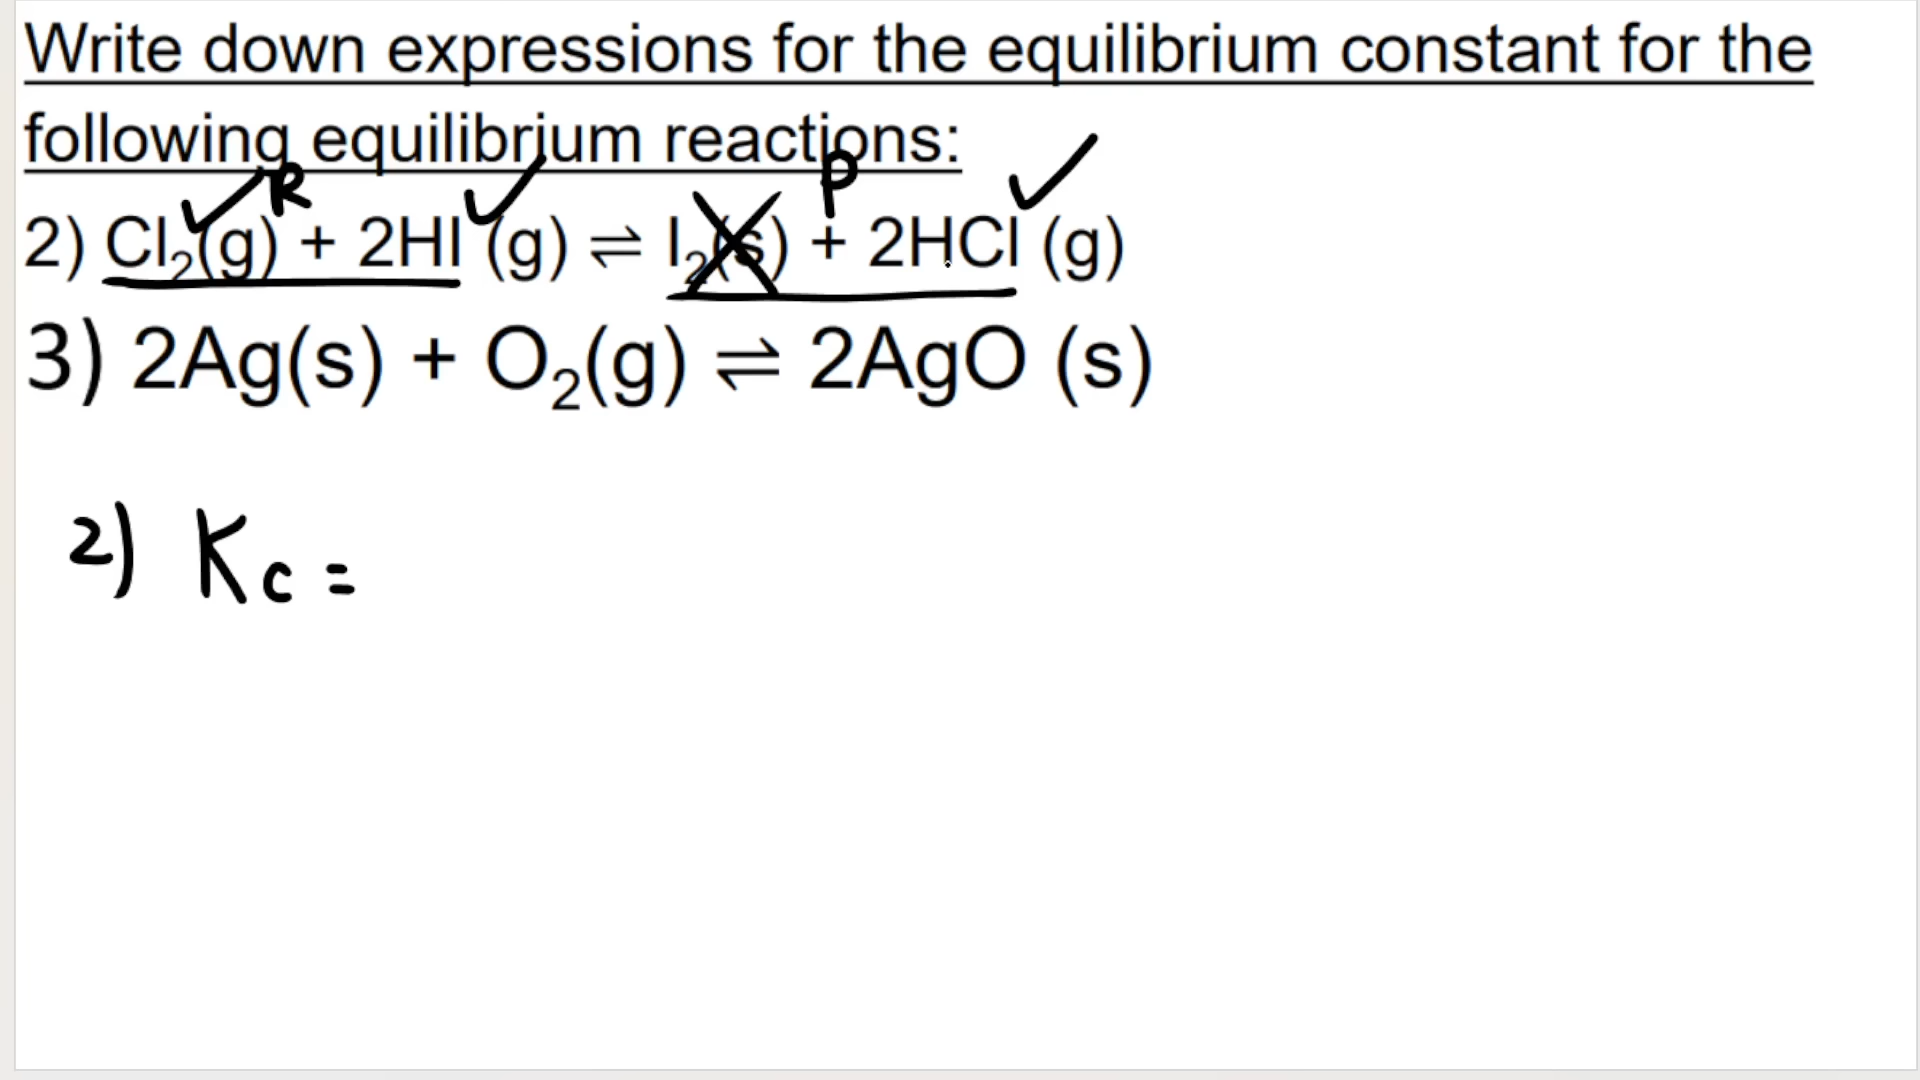 Write down expressions for the equilibrium constant for the
following equilibrium reactions:
R P
2) Cl₂(g) + 2HI (g) ⇌ I₂(s) + 2HCl (g)
3) 2Ag(s) + O₂(g) ⇌ 2AgO (s)
2) Kc =